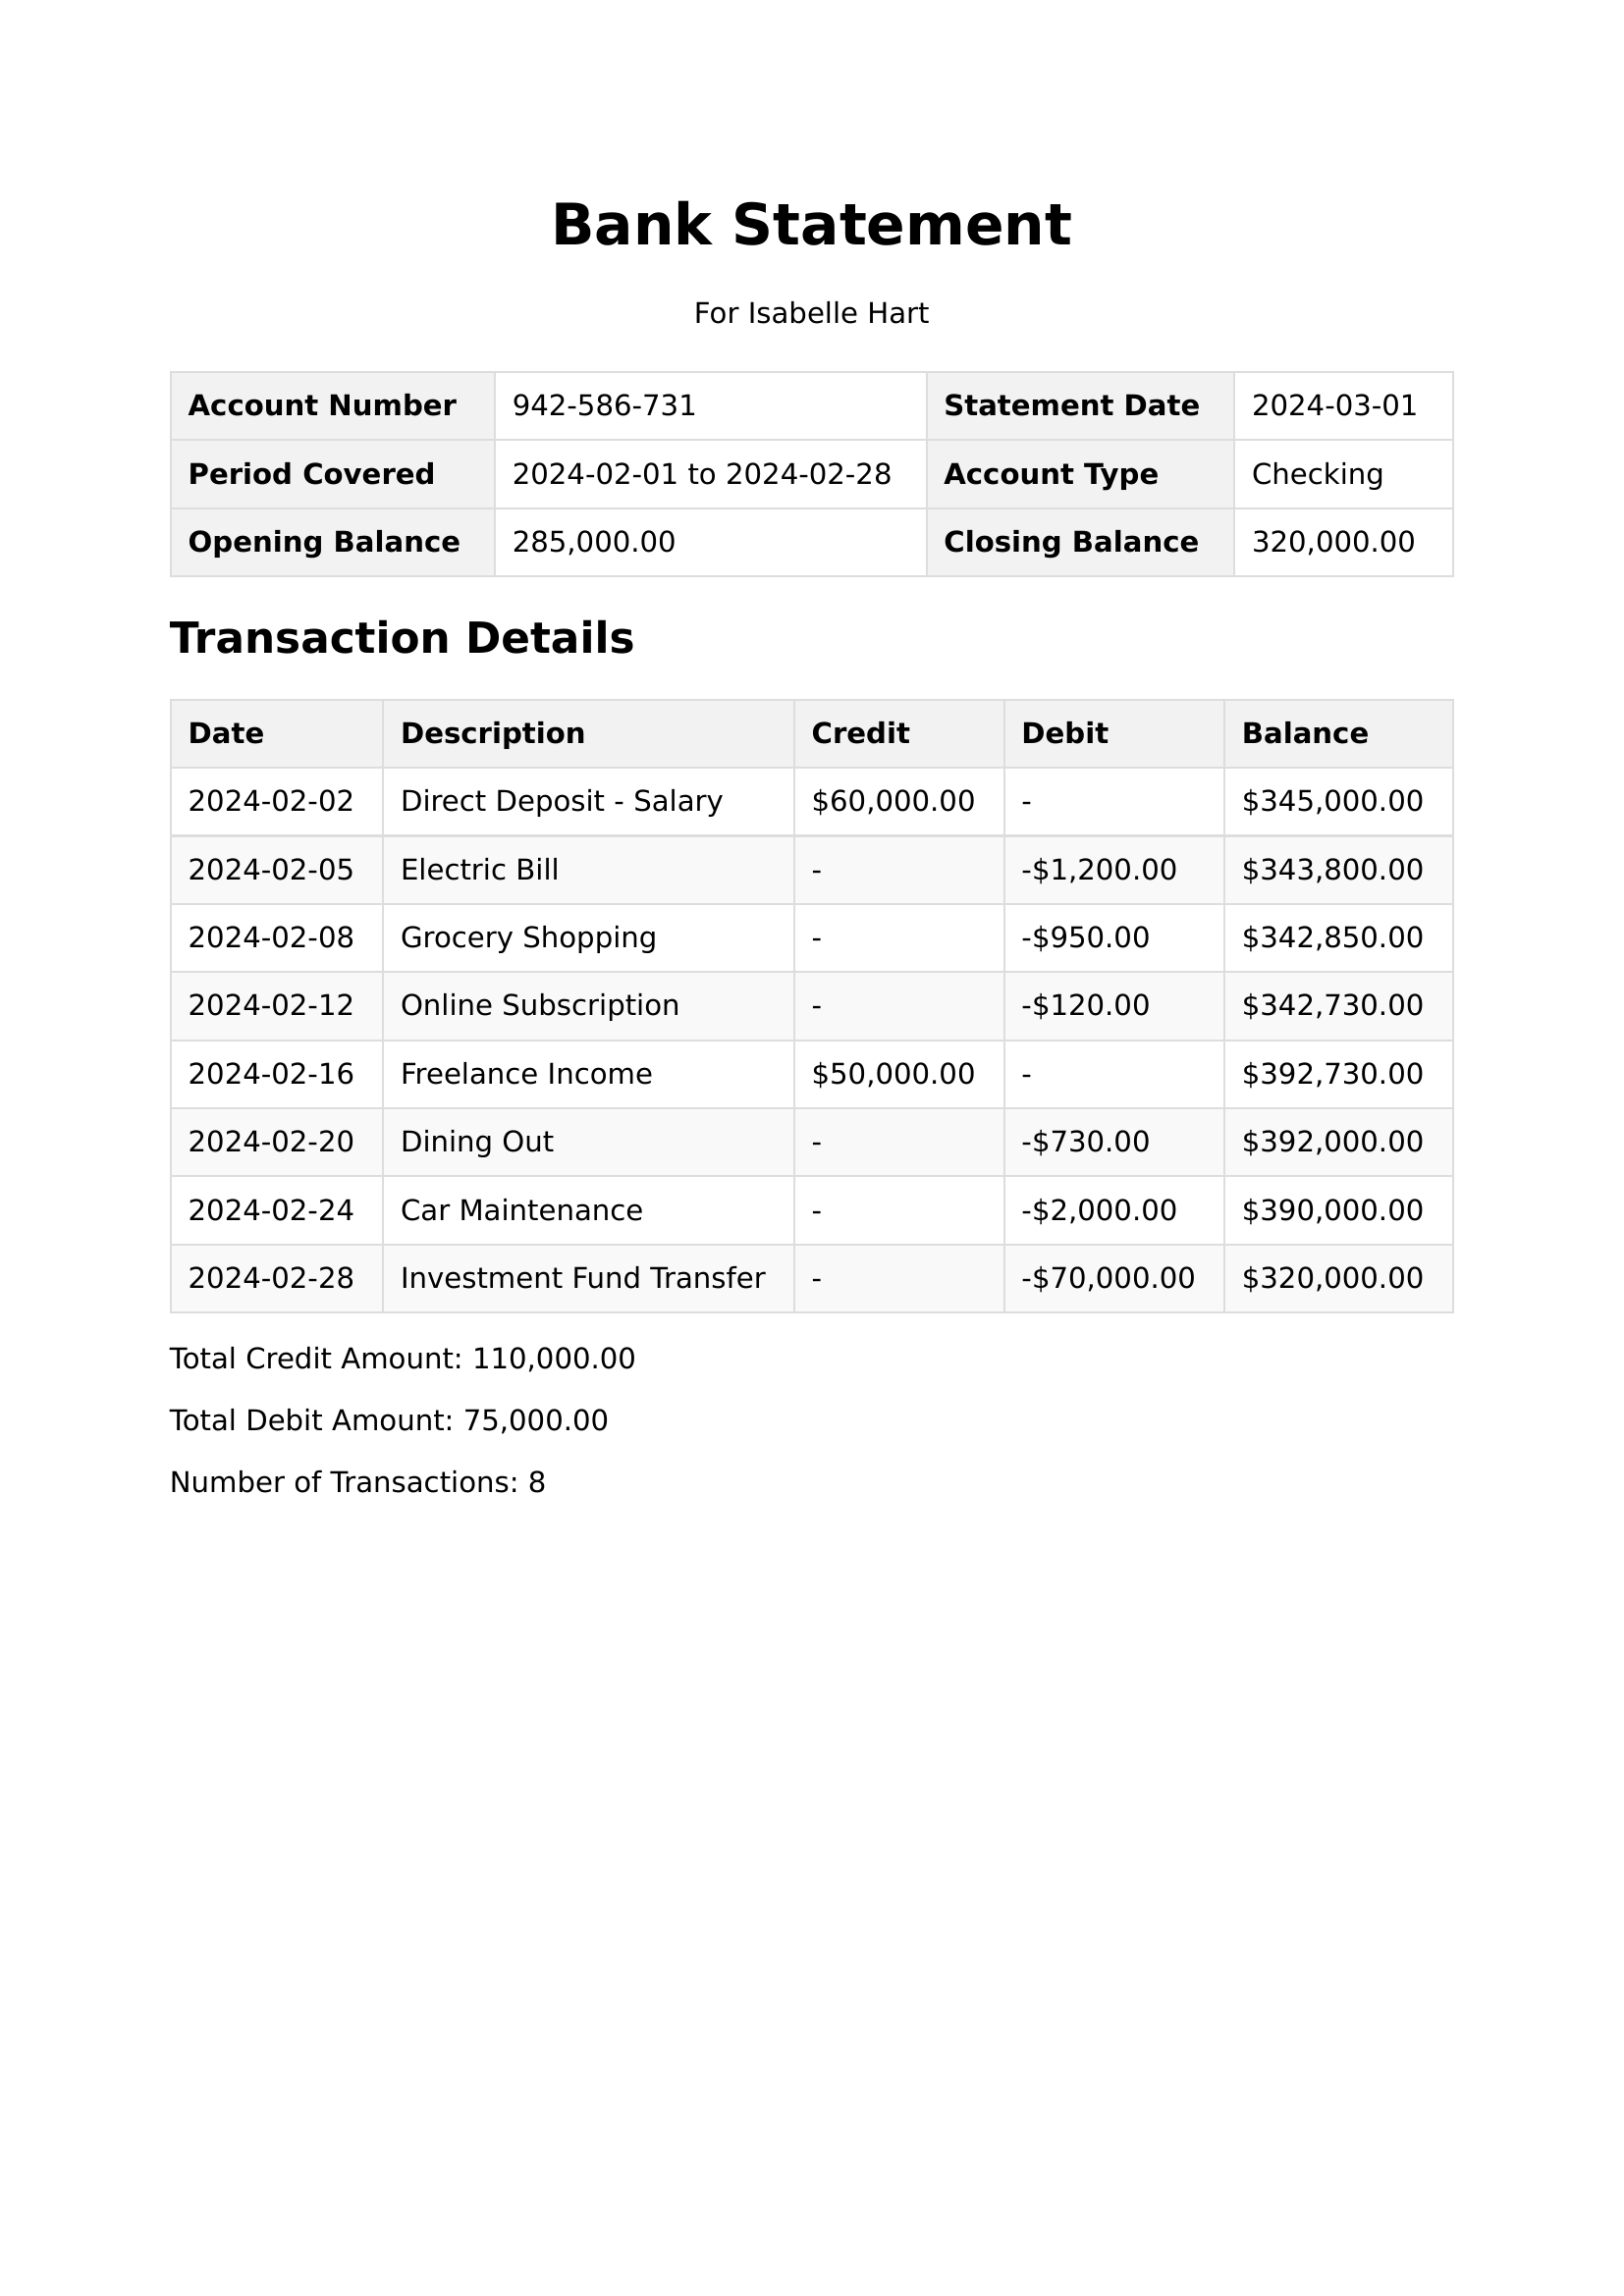 Bank Statement
For Isabelle Hart
Account Number 942-586-731 Statement Date 2024-03-01
Period Covered 2024-02-01 to 2024-02-28 Account Type Checking
Opening Balance 285,000.00 Closing Balance 320,000.00
Transaction Details
Date Description Credit Debit Balance
2024-02-02 Direct Deposit - Salary $60,000.00 - $345,000.00
2024-02-05 Electric Bill - -$1,200.00 $343,800.00
2024-02-08 Grocery Shopping - -$950.00 $342,850.00
2024-02-12 Online Subscription - -$120.00 $342,730.00
2024-02-16 Freelance Income $50,000.00 - $392,730.00
2024-02-20 Dining Out - -$730.00 $392,000.00
2024-02-24 Car Maintenance - -$2,000.00 $390,000.00
2024-02-28 Investment Fund Transfer - -$70,000.00 $320,000.00
Total Credit Amount: 110,000.00
Total Debit Amount: 75,000.00
Number of Transactions: 8